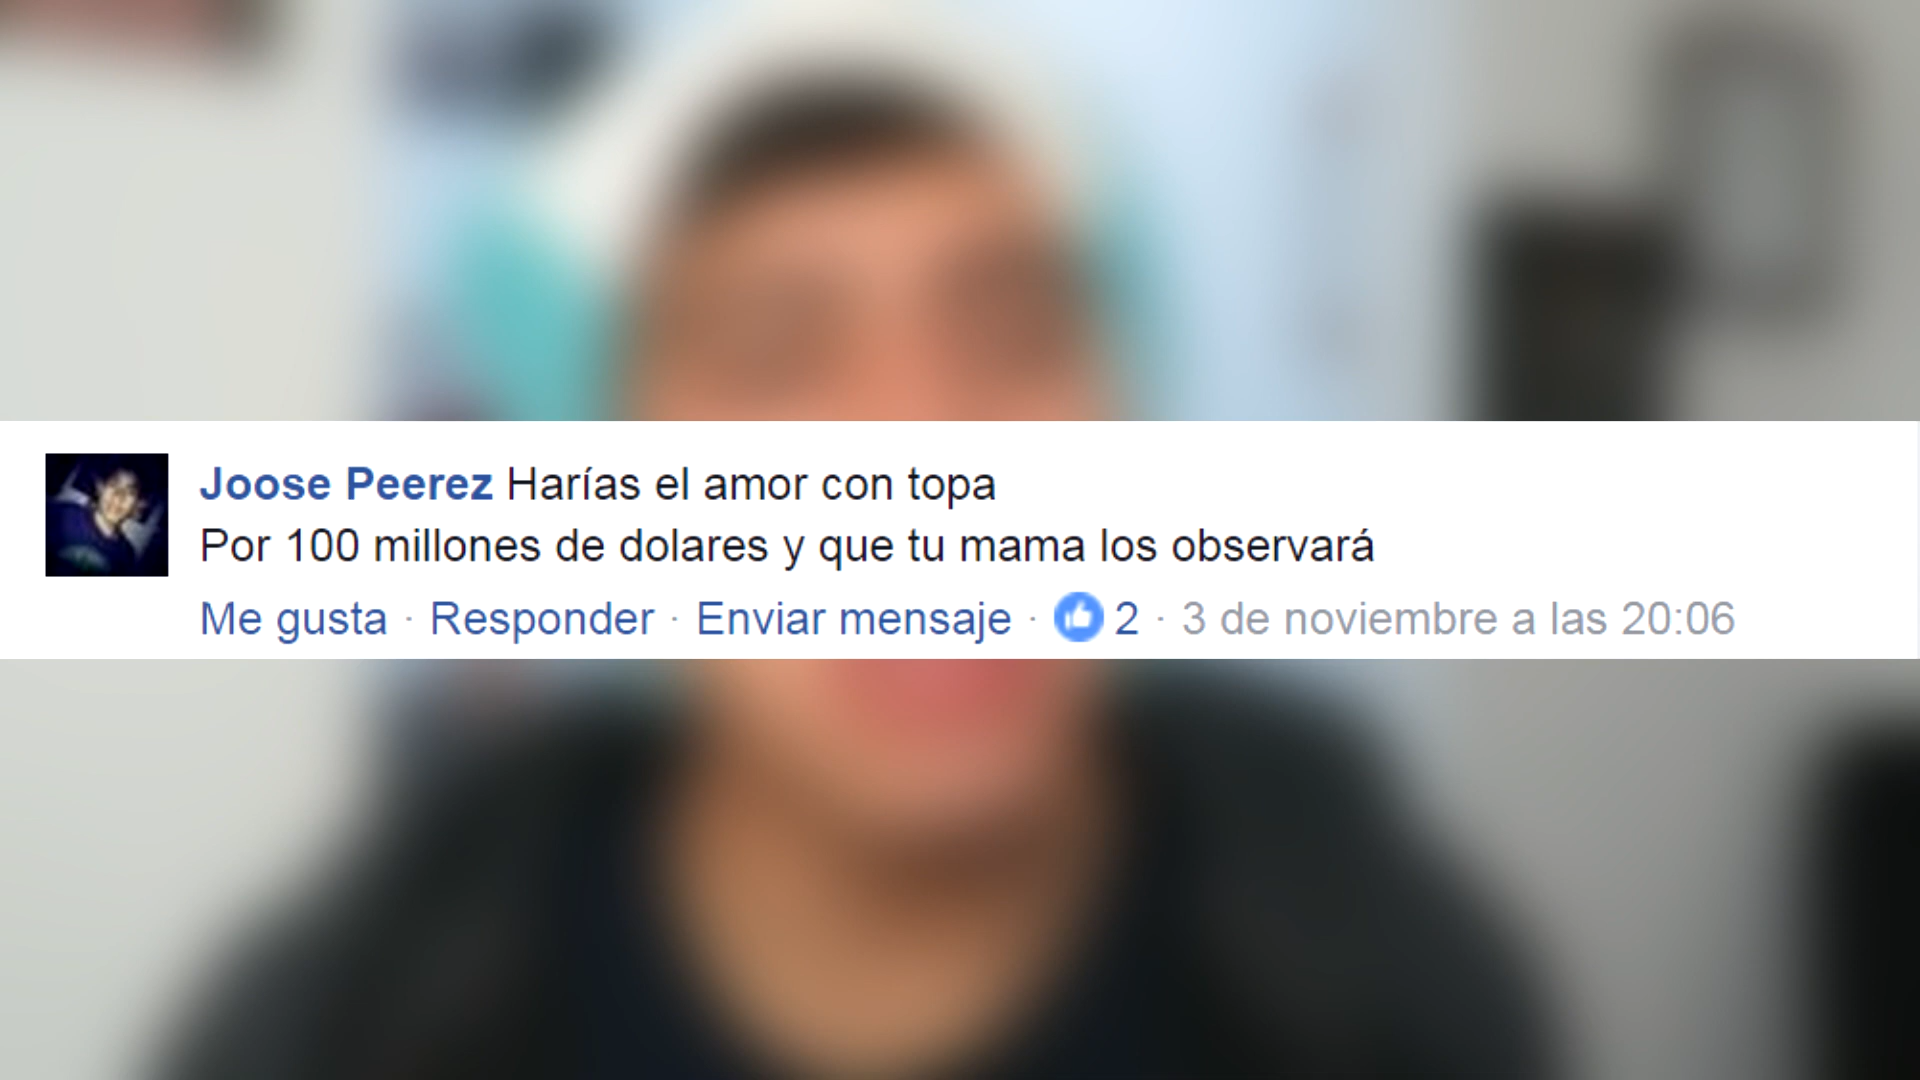 Joose Peerez Harías el amor con topa
Por 100 millones de dolares y que tu mama los observará
Me gusta · Responder · Enviar mensaje · 2 · 3 de noviembre a las 20:06